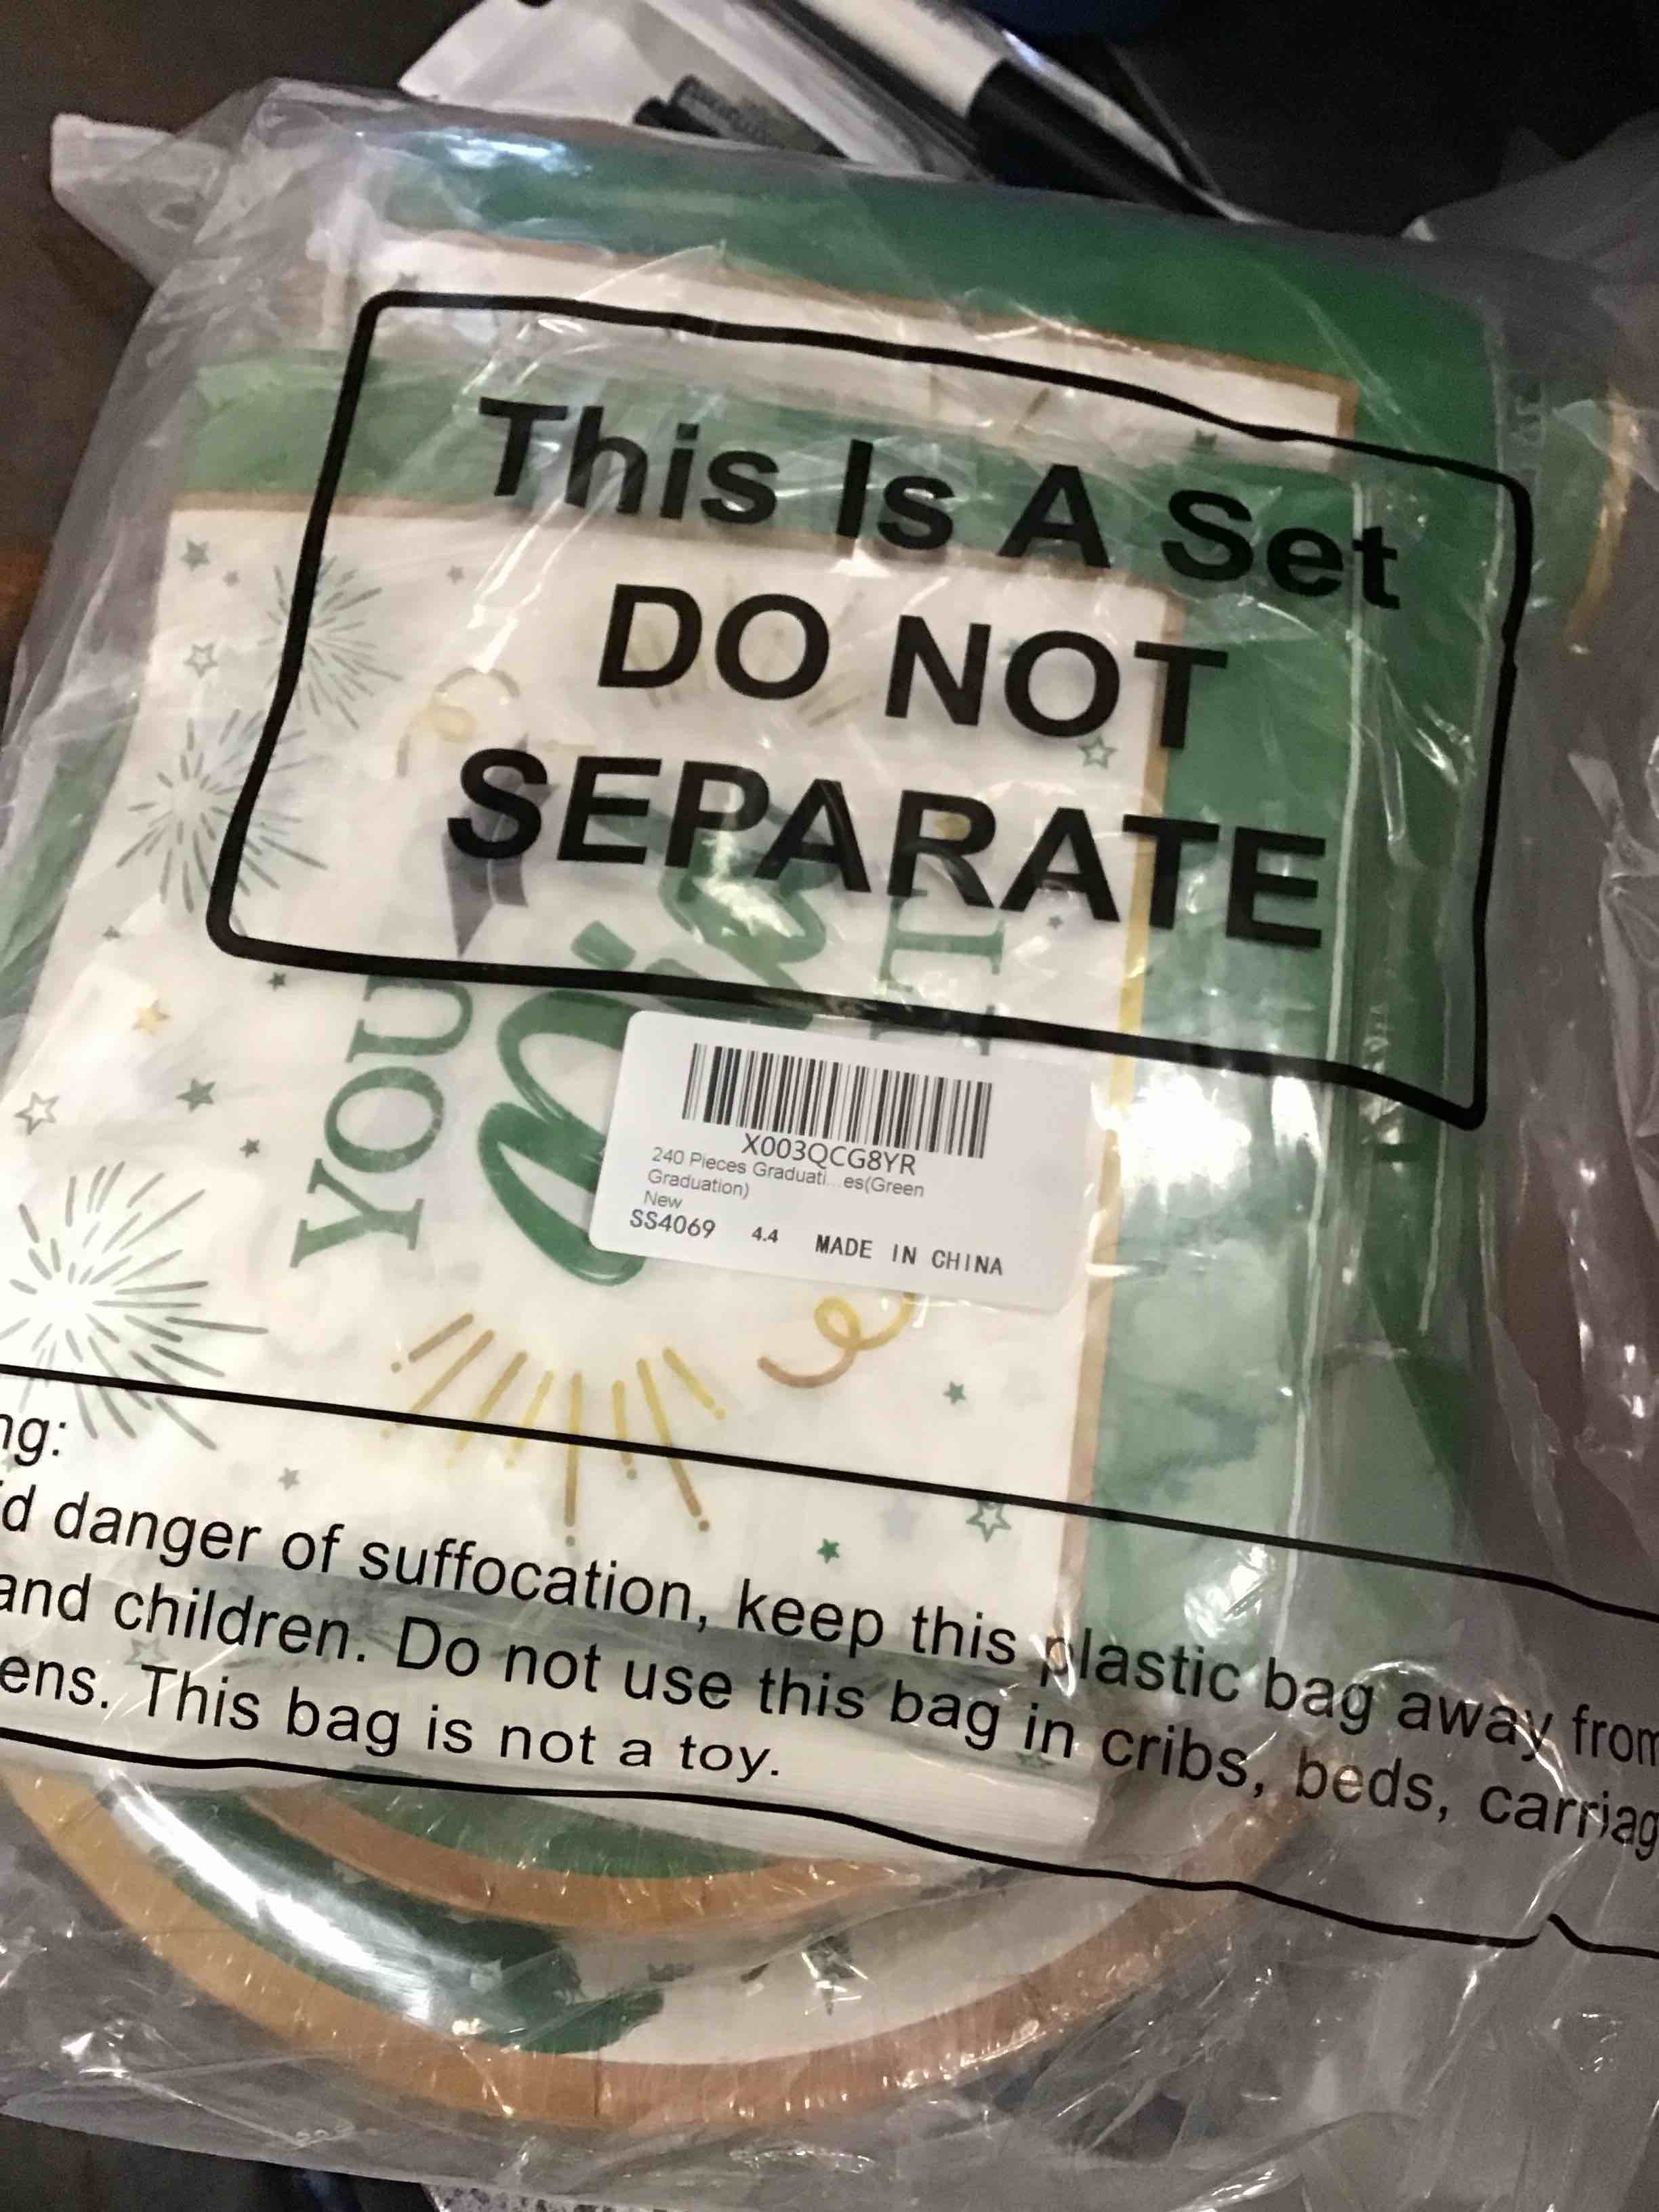 This Is A Set
DO NOT
SEPARATE
YOU
X003QCG8YR
240 Pieces Graduati...es(Green
Graduation)
New
SS4069 4.4 MADE IN CHINA
ng:
d danger of suffocation, keep this plastic bag away from
and children. Do not use this bag in cribs, beds, carriag
ens. This bag is not a toy.